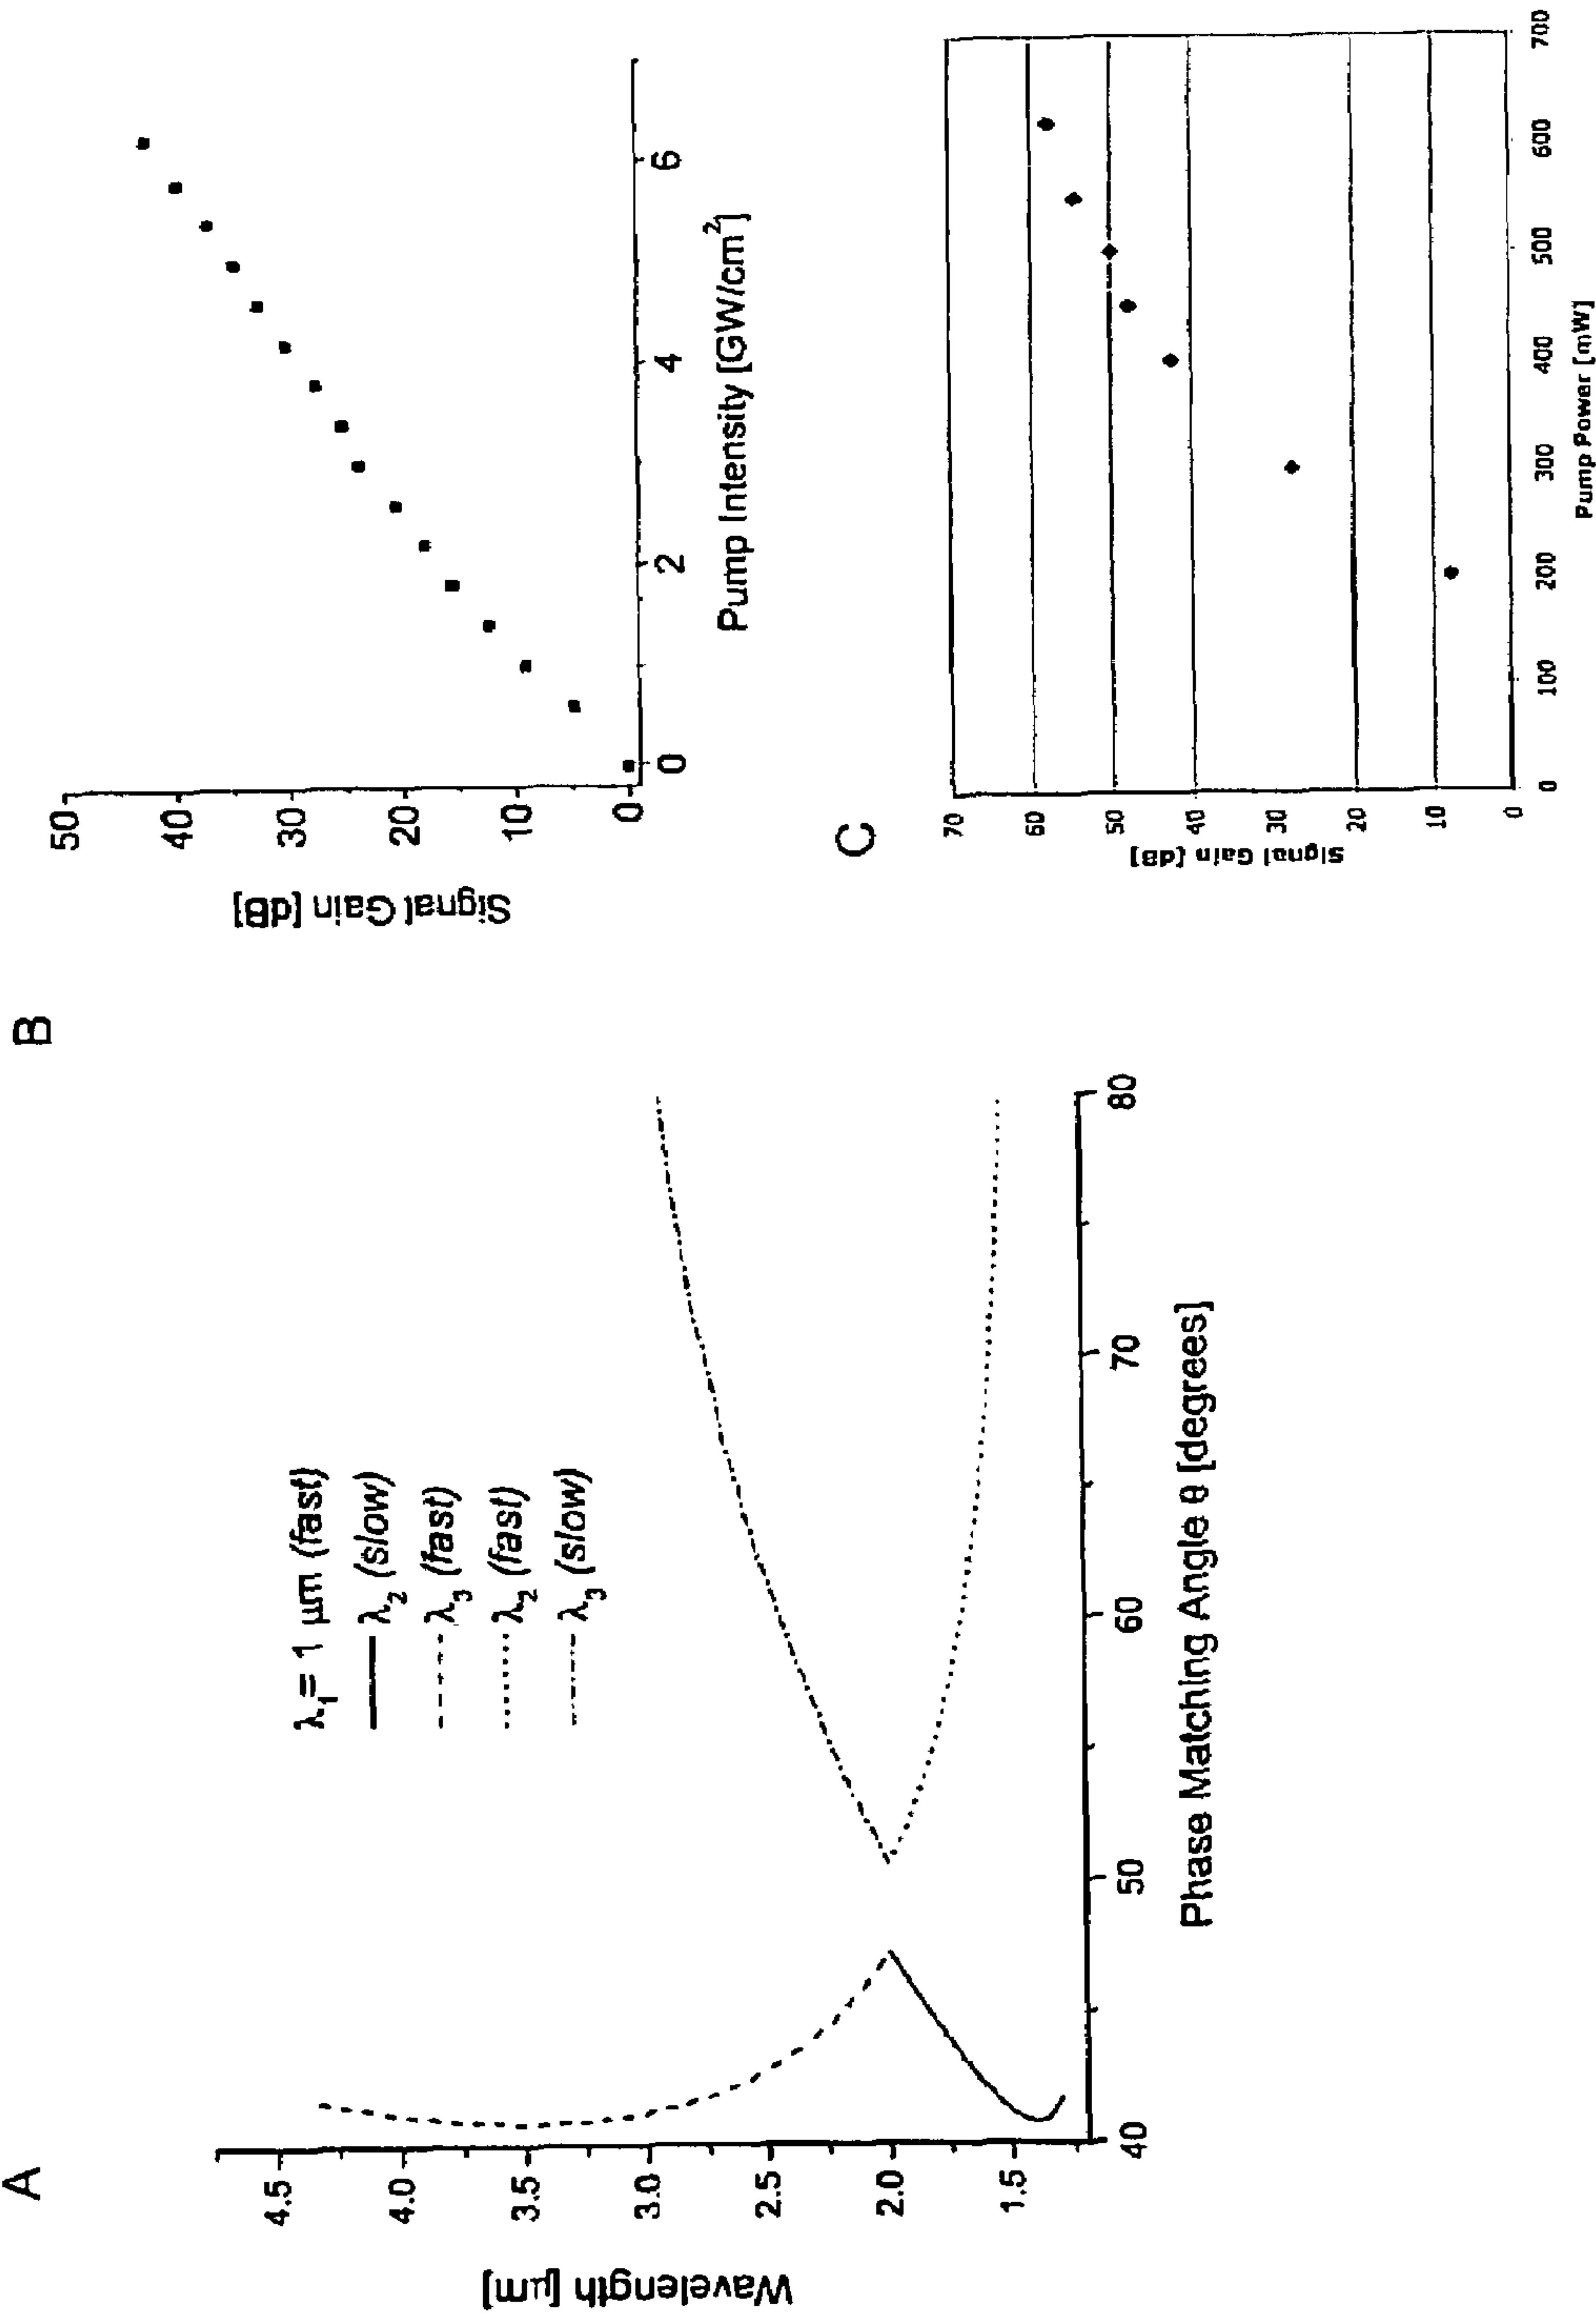 A
Wavelength [μm]
4.5
4.0
3.5
3.0
2.5
2.0
1.5
λ₁= 1 μm (fast)
λ₂ (slow)
λ₃ (fast)
λ₂ (fast)
λ₃ (slow)
40
50
60
70
80
Phase Matching Angle θ [degrees]
B
Signal Gain [dB]
50
40
30
20
10
0
0
2
4
6
Pump Intensity [GW/cm²]
C
Signal Gain [dB]
70
60
50
40
30
20
10
0
0
100
200
300
400
500
600
700
Pump Power [mW]